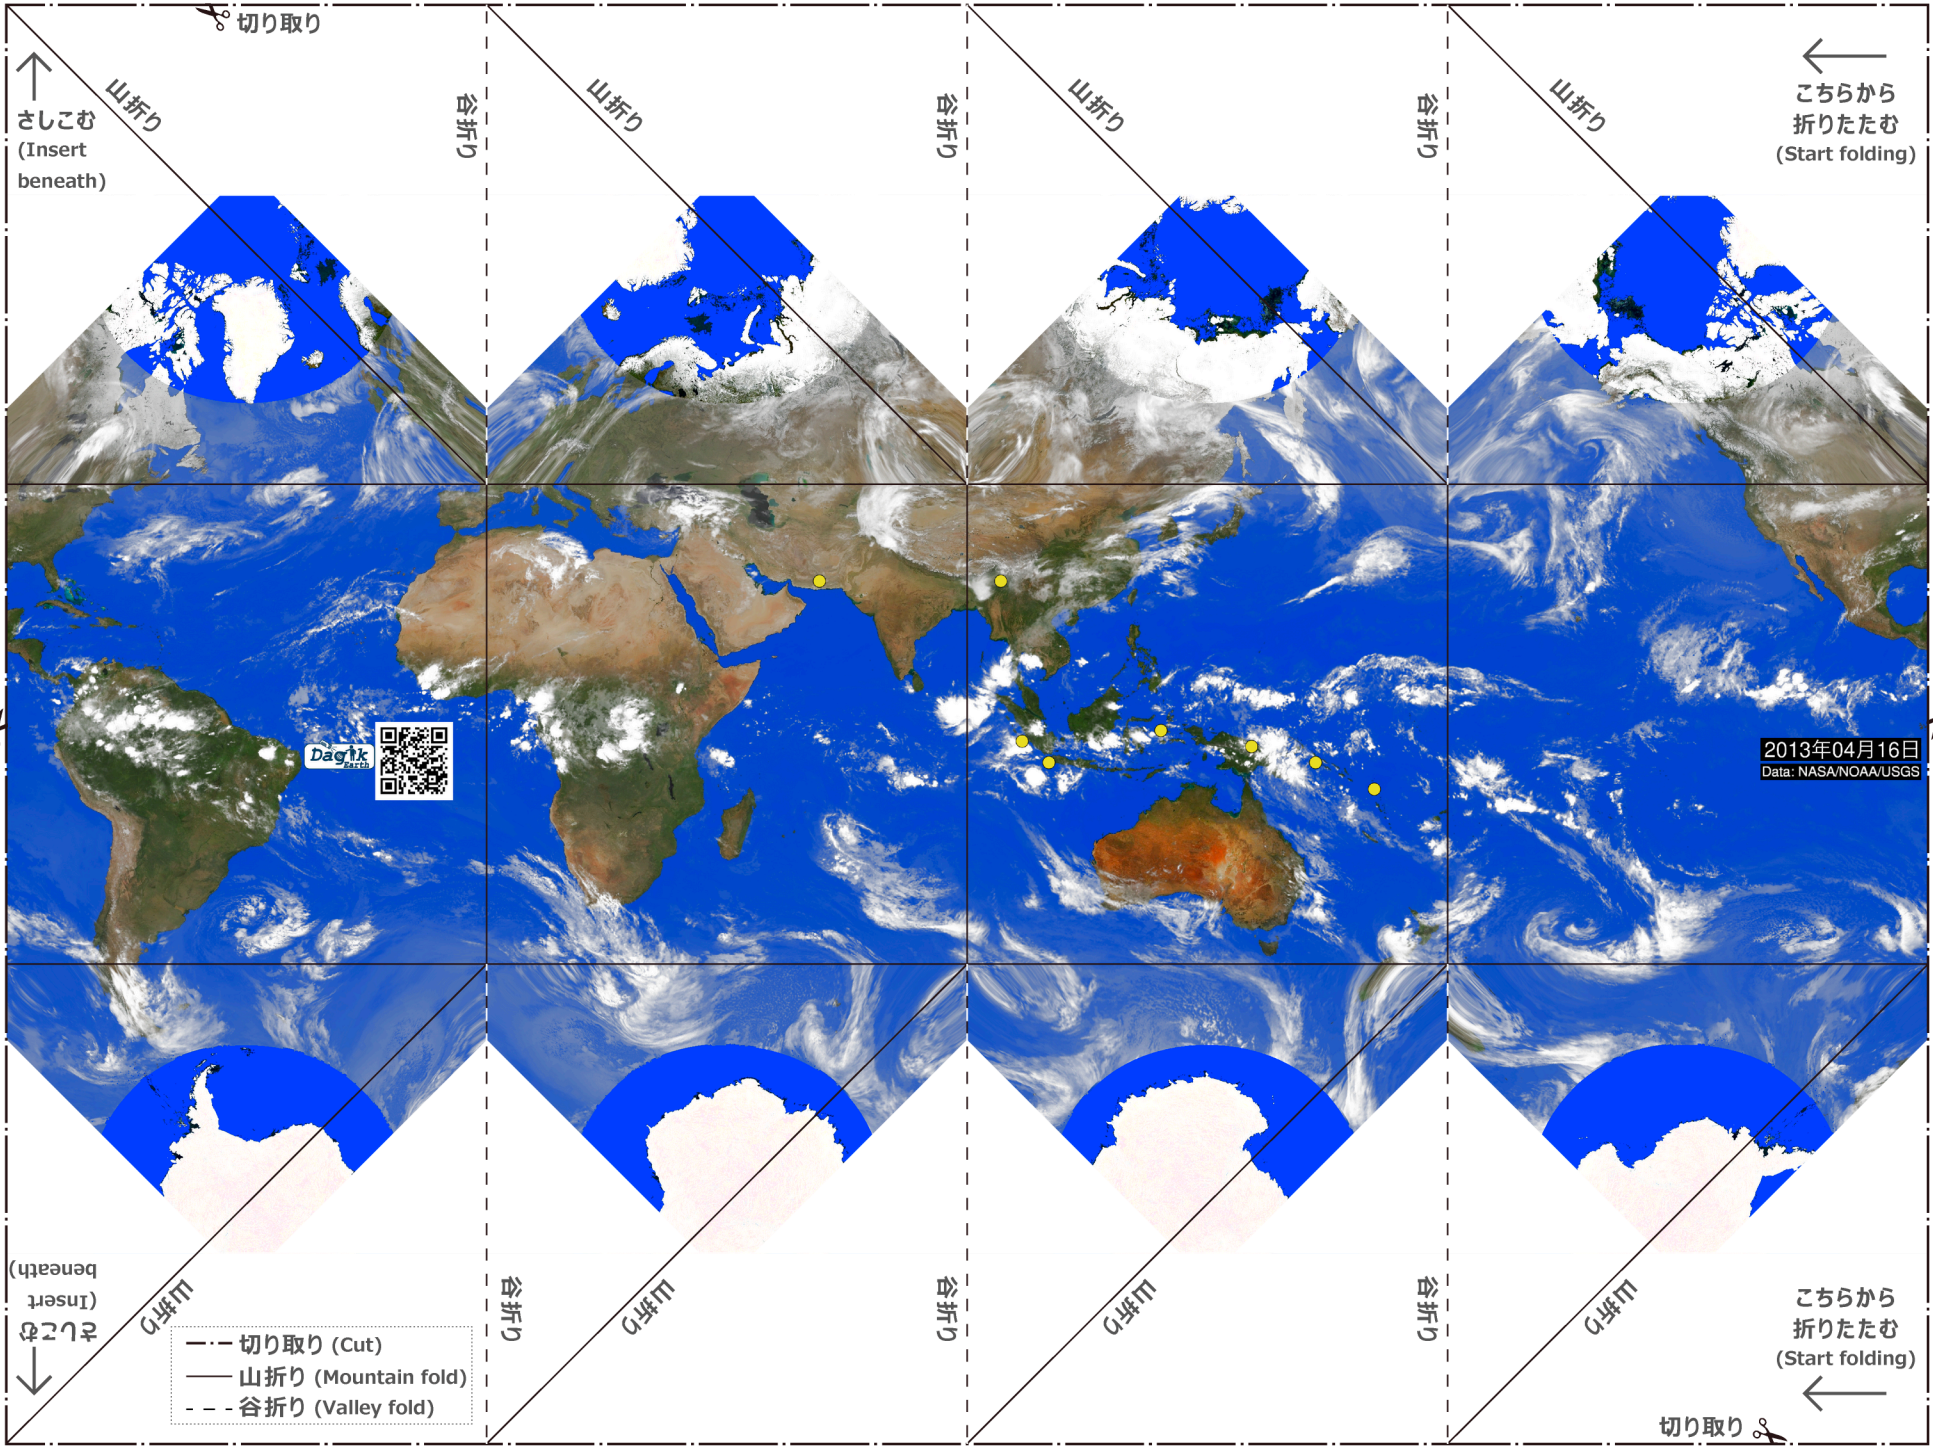 切り取り
山折り
谷折り
山折り
谷折り
山折り
谷折り
山折り
さしこむ
(Insert
beneath)
こちらから
折りたたむ
(Start folding)
Dagik
Earth
2013年04月16日
Data: NASA/NOAA/USGS
さしこむ
(Insert
beneath)
山折り
谷折り
山折り
谷折り
山折り
谷折り
山折り
切り取り (Cut)
山折り (Mountain fold)
谷折り (Valley fold)
こちらから
折りたたむ
(Start folding)
切り取り